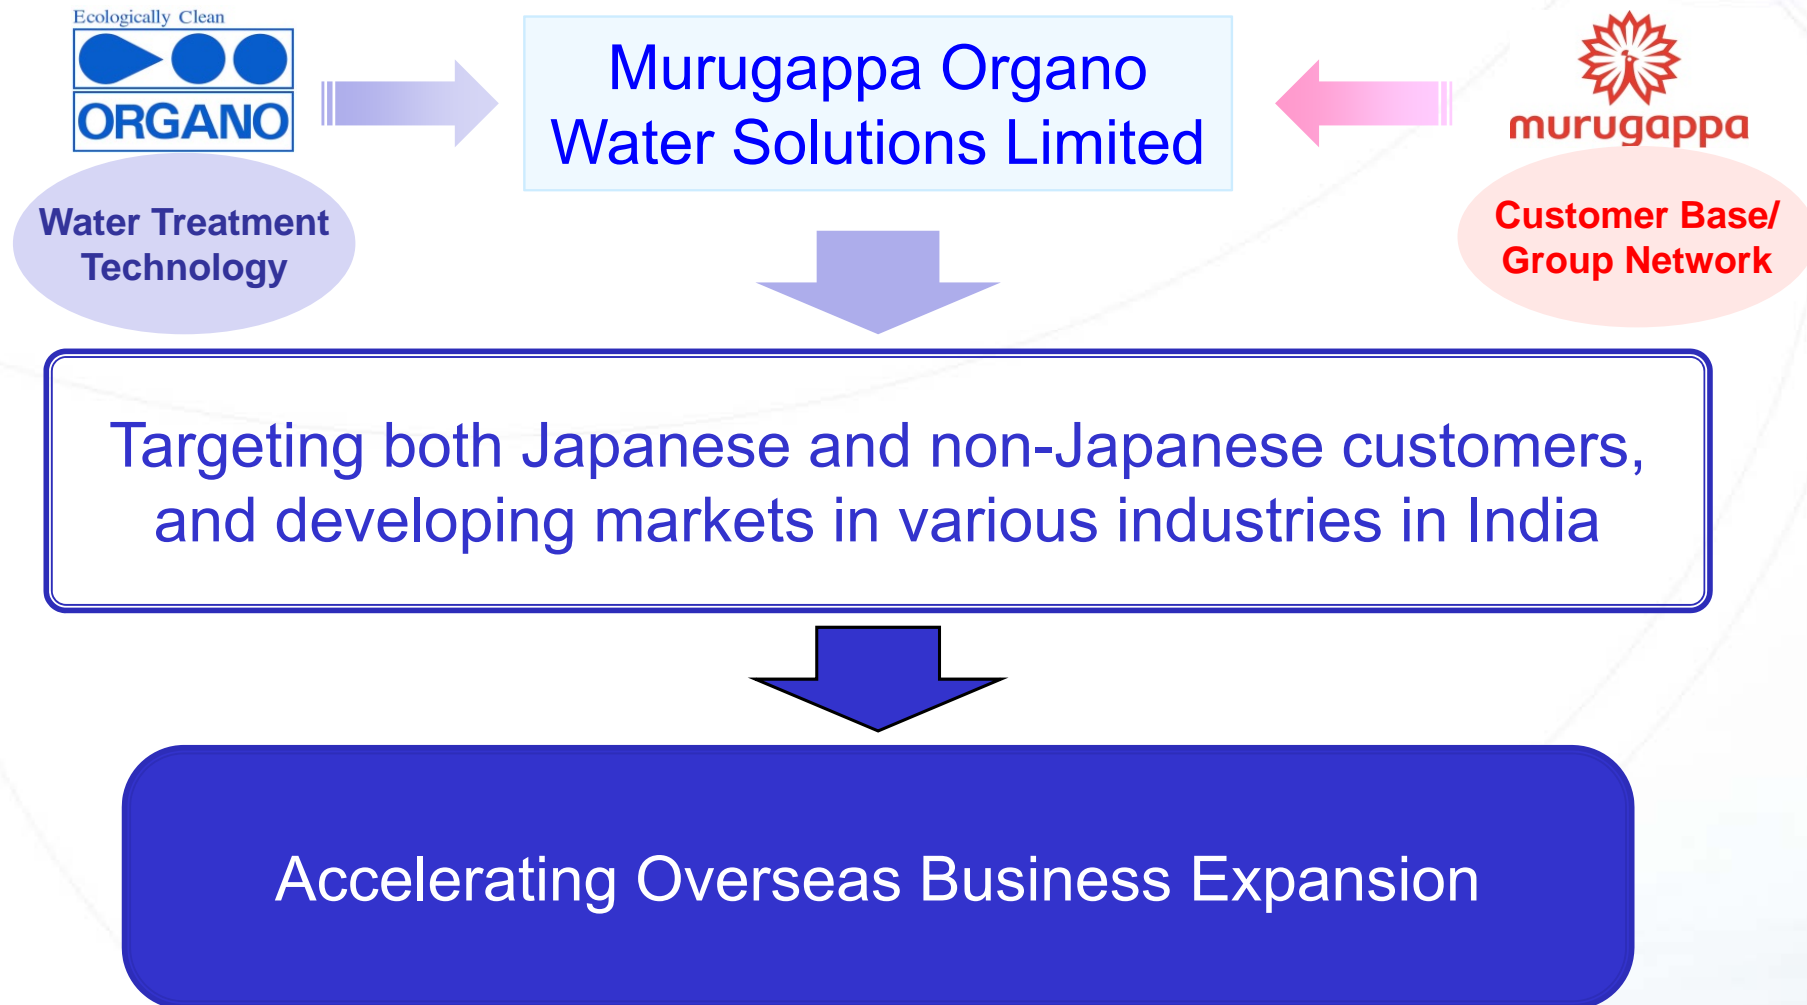 Ecologically Clean
ORGANO
Water Treatment
Technology
Murugappa Organo
Water Solutions Limited
murugappa
Customer Base/
Group Network
Targeting both Japanese and non-Japanese customers,
and developing markets in various industries in India
Accelerating Overseas Business Expansion